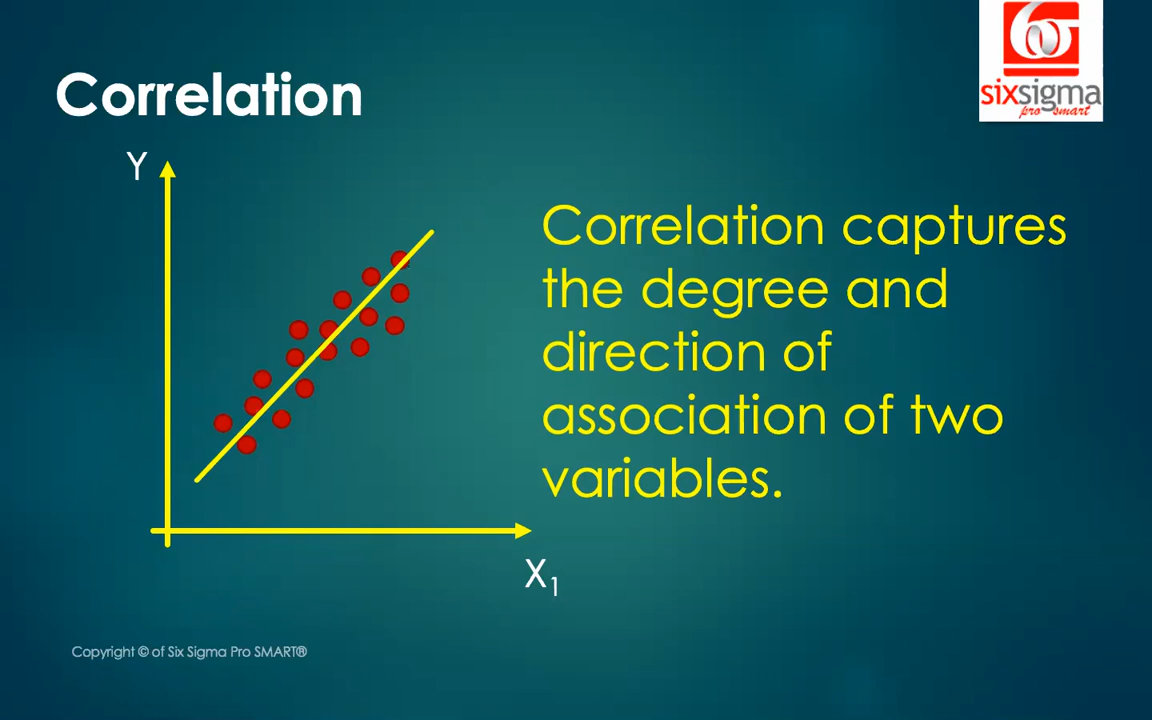 Correlation
6σ
sixsigma
pro smart
Y
Correlation captures
the degree and
direction of
association of two
variables.
X₁
Copyright © of Six Sigma Pro SMART®